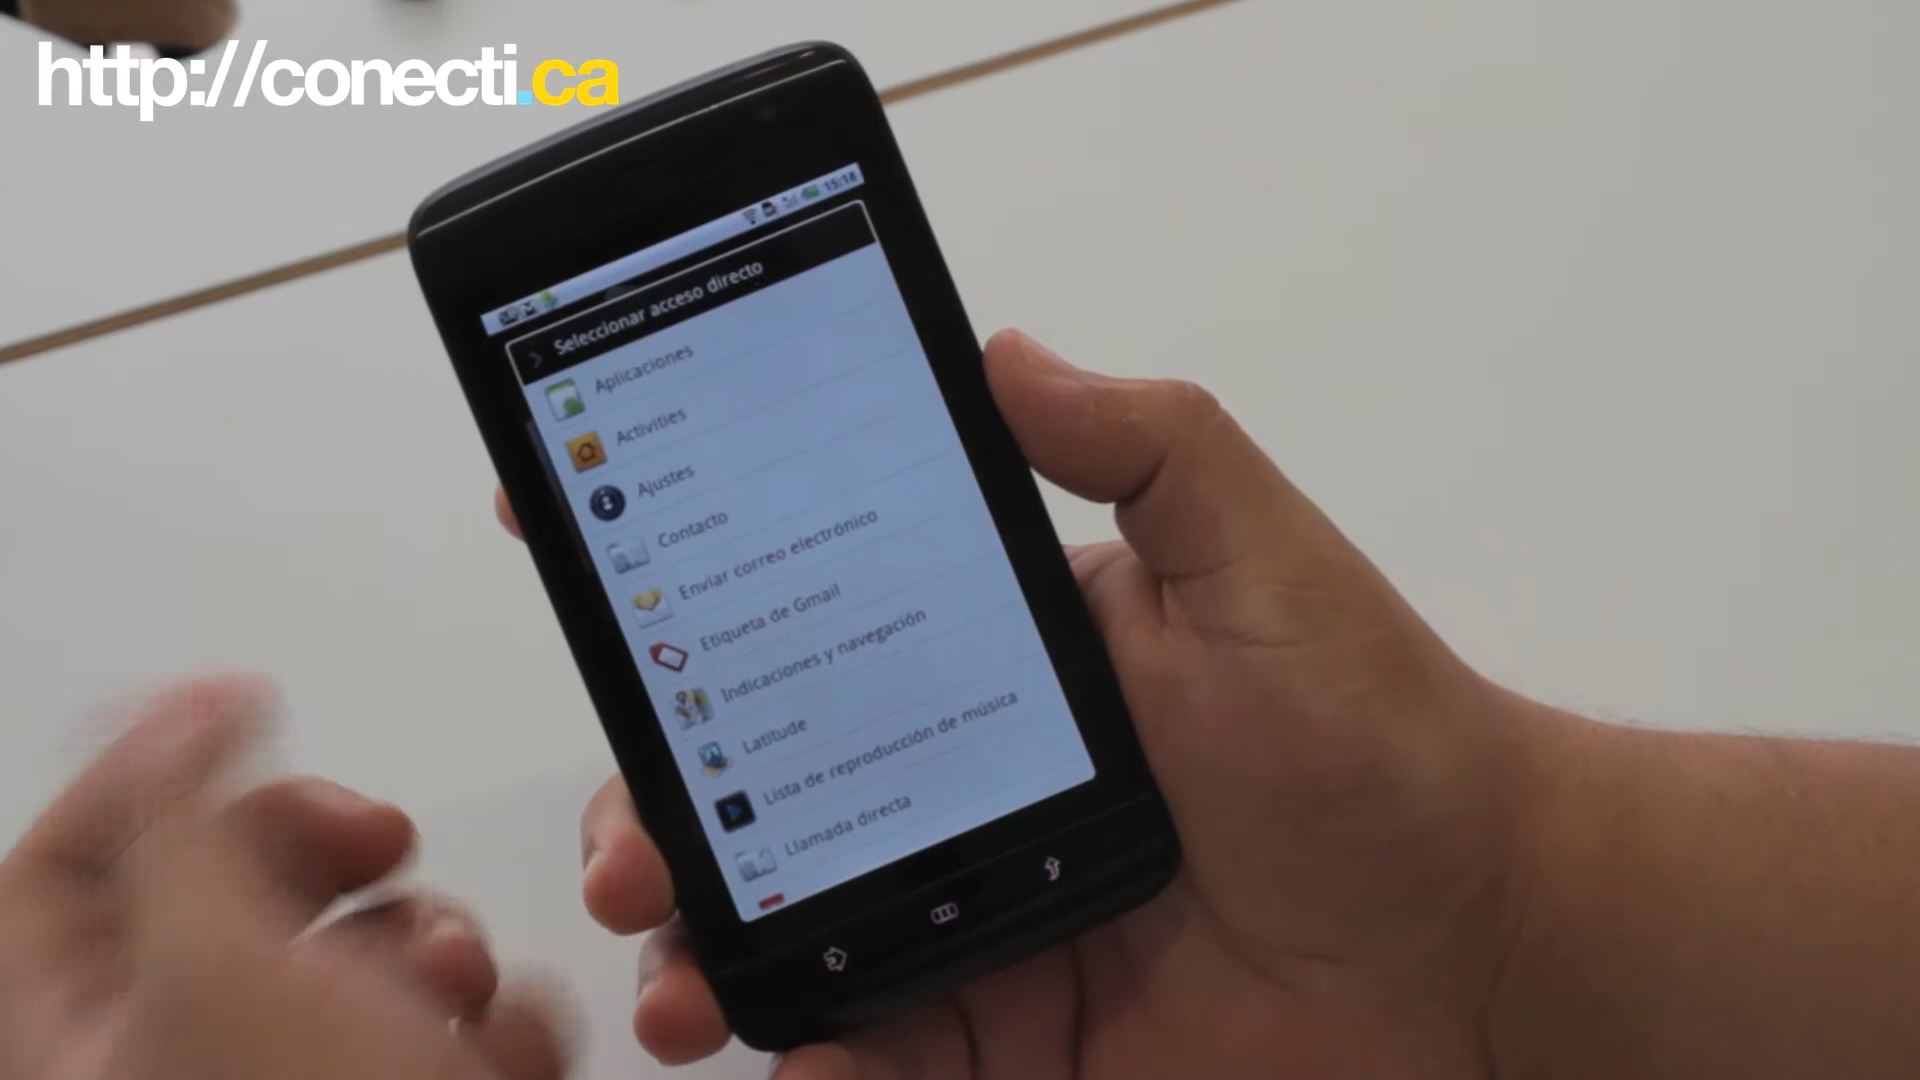 http://conecti.ca
15:18
Seleccionar acceso directo
Aplicaciones
Activities
Ajustes
Contacto
Enviar correo electrónico
Etiqueta de Gmail
Indicaciones y navegación
Latitude
Lista de reproducción de música
Llamada directa